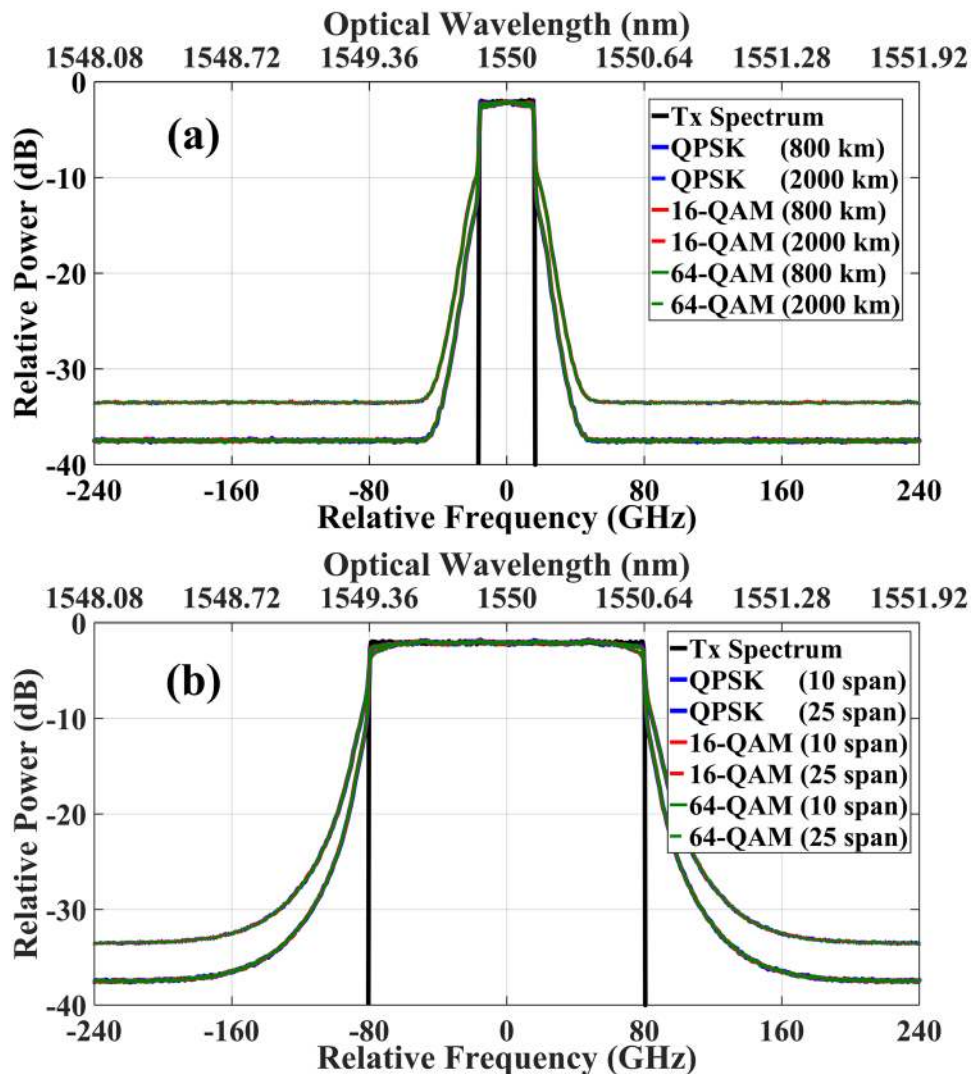 Optical Wavelength (nm)
1548.08 1548.72 1549.36 1550 1550.64 1551.28 1551.92
0
-10
-20
-30
-40
Relative Power (dB)
(a)
Tx Spectrum
QPSK (800 km)
QPSK (2000 km)
16-QAM (800 km)
16-QAM (2000 km)
64-QAM (800 km)
64-QAM (2000 km)
-240 -160 -80 0 80 160 240
Relative Frequency (GHz)
Optical Wavelength (nm)
1548.08 1548.72 1549.36 1550 1550.64 1551.28 1551.92
0
-10
-20
-30
-40
Relative Power (dB)
(b)
Tx Spectrum
QPSK (10 span)
QPSK (25 span)
16-QAM (10 span)
16-QAM (25 span)
64-QAM (10 span)
64-QAM (25 span)
-240 -160 -80 0 80 160 240
Relative Frequency (GHz)